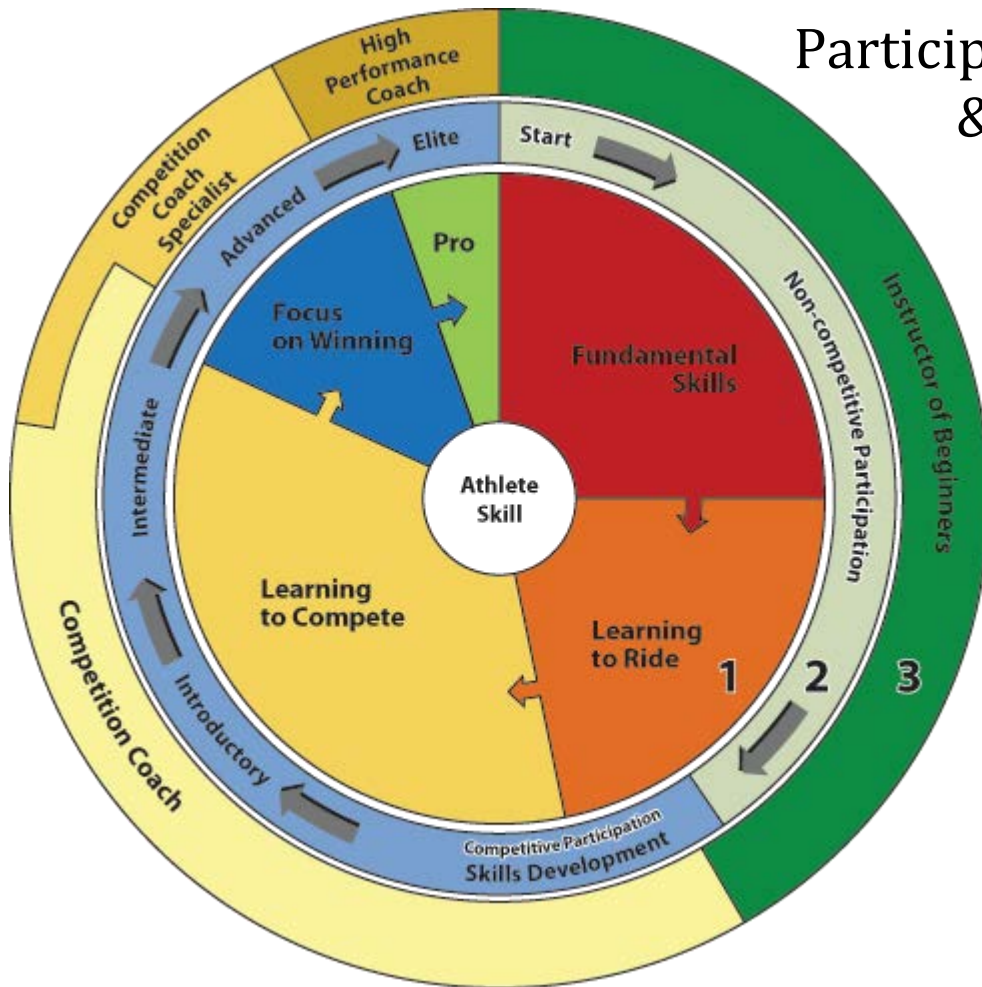 Particip
&
High
Performance
Coach
Competition
Coach
Specialist
Competition Coach
Instructor of Beginners
Start
Non-competitive Participation
Competitive Participation
Skills Development
Introductory
Intermediate
Advanced
Elite
Fundamental
Skills
Learning
to Ride
Learning
to Compete
Focus
on Winning
Pro
Athlete
Skill
1
2
3